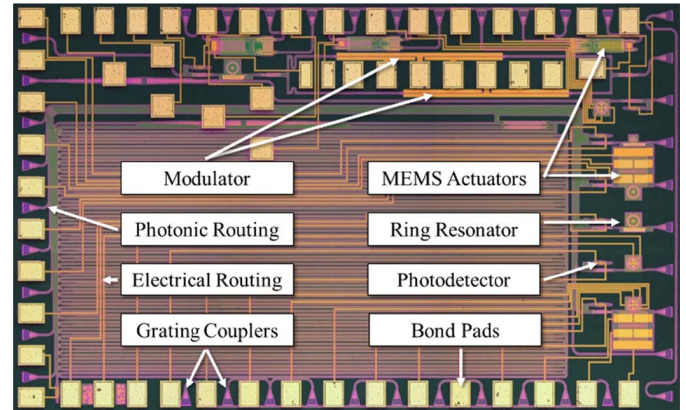 Modulator
MEMS Actuators
Photonic Routing
Ring Resonator
Electrical Routing
Photodetector
Grating Couplers
Bond Pads